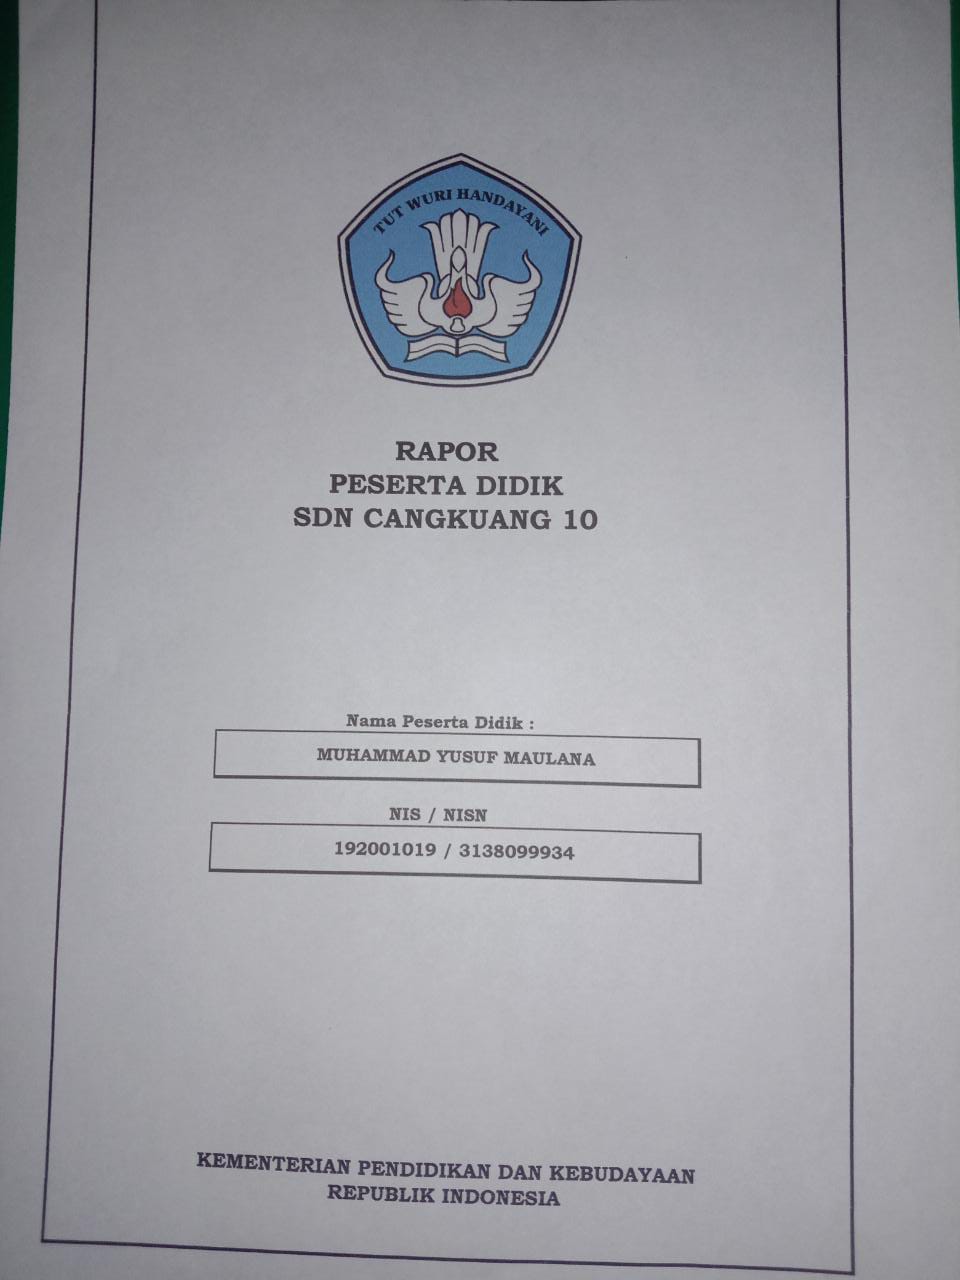 TUT WURI HANDAYANI
RAPOR
PESERTA DIDIK
SDN CANGKUANG 10
Nama Peserta Didik :
MUHAMMAD YUSUF MAULANA
NIS / NISN
192001019 / 3138099934
KEMENTERIAN PENDIDIKAN DAN KEBUDAYAAN
REPUBLIK INDONESIA